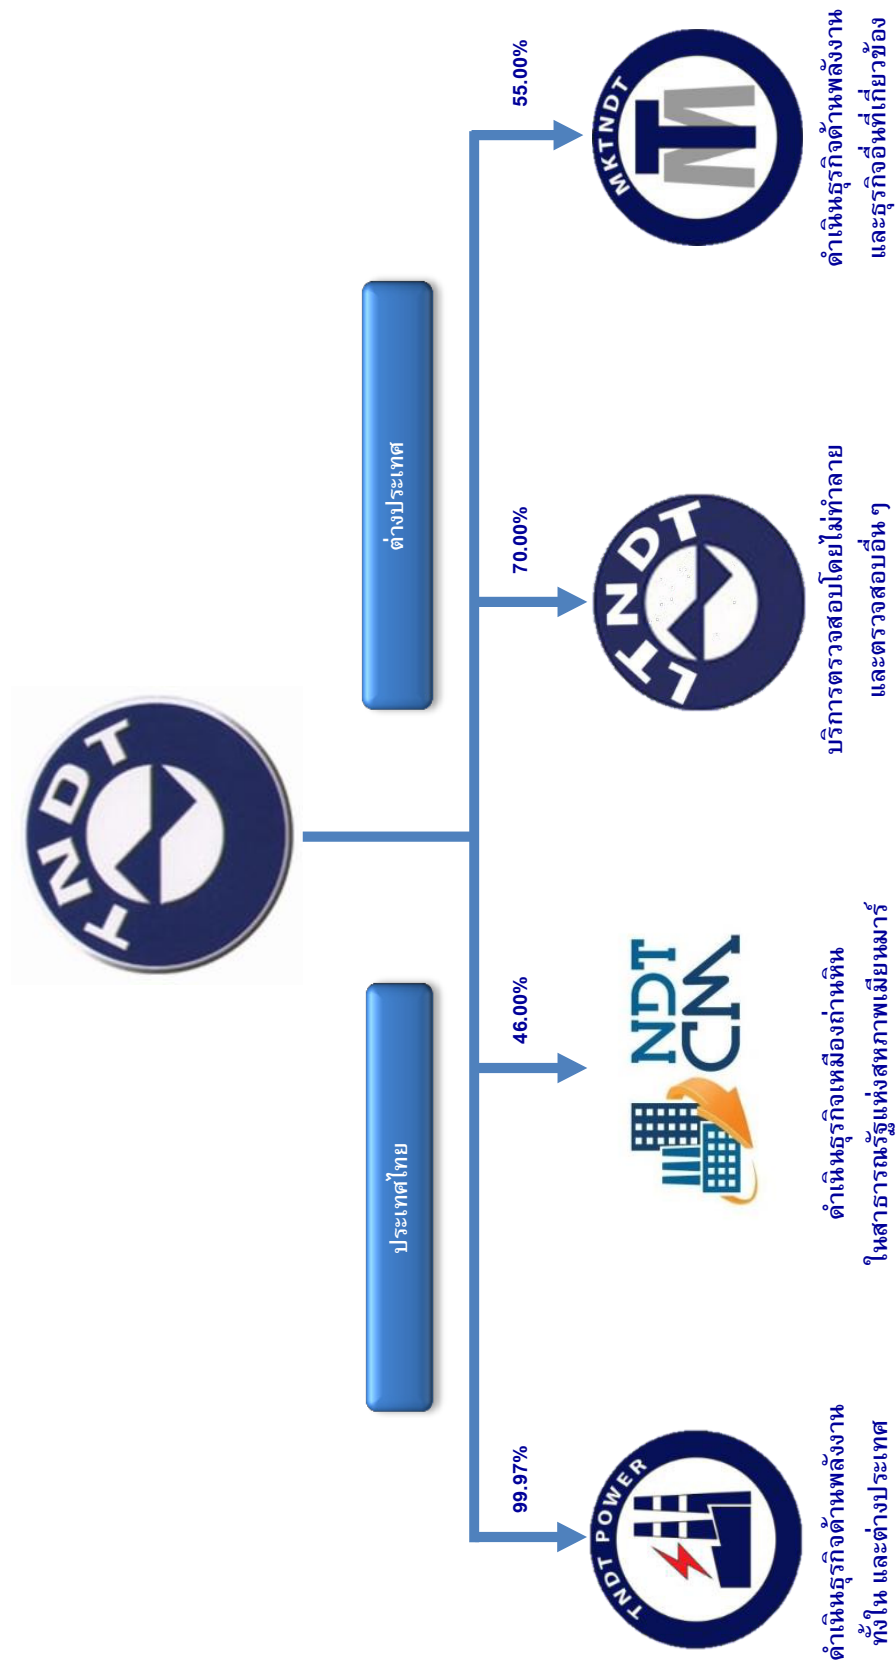 TNDT
ประเทศไทย
ต่างประเทศ
99.97%
46.00%
70.00%
55.00%
TNDT POWER
NDT
CM
LTNDT
MKTNDT
TM
ดำเนินธุรกิจด้านพลังงาน
ทั้งใน และต่างประเทศ
ดำเนินธุรกิจเหมืองถ่านหิน
ในสาธารณรัฐแห่งสหภาพเมียนมาร์
บริการตรวจสอบโดยไม่ทำลาย
และตรวจสอบอื่น ๆ
ดำเนินธุรกิจด้านพลังงาน
และธุรกิจอื่นที่เกี่ยวข้อง